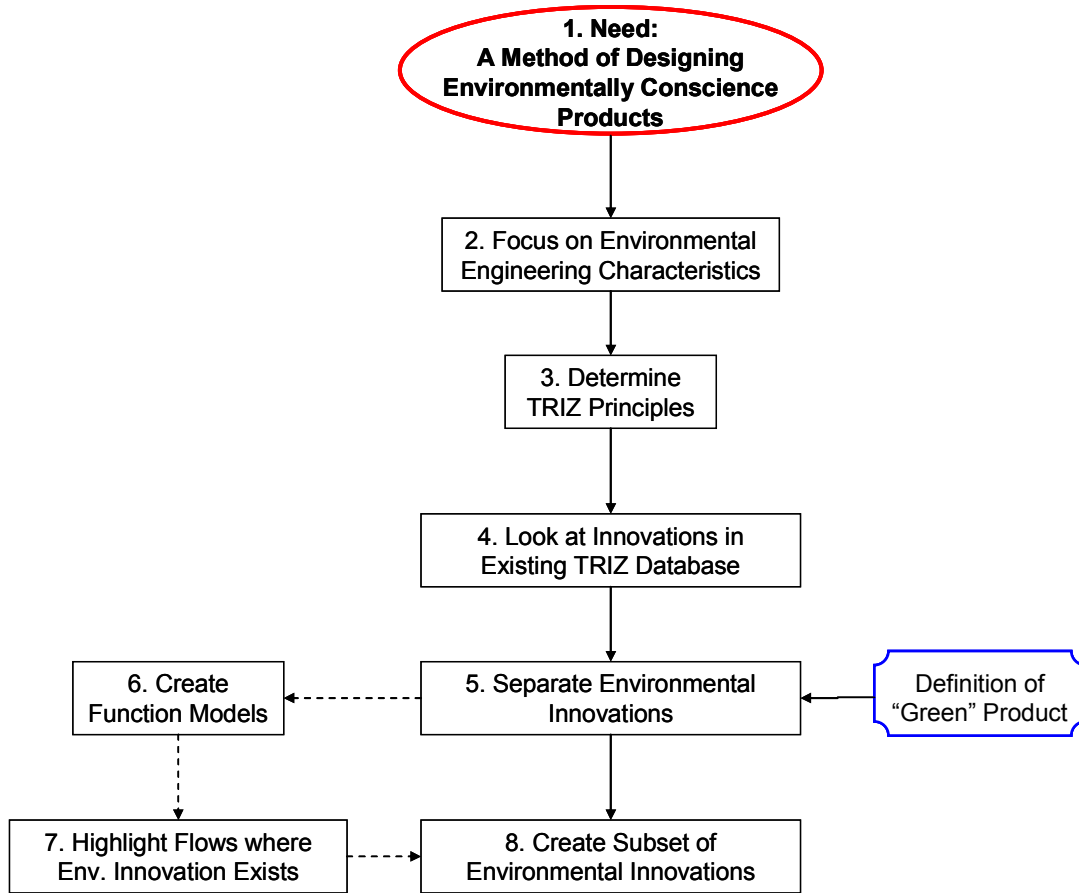 1. Need:
A Method of Designing
Environmentally Conscience
Products
2. Focus on Environmental
Engineering Characteristics
3. Determine
TRIZ Principles
4. Look at Innovations in
Existing TRIZ Database
6. Create
Function Models
5. Separate Environmental
Innovations
Definition of
“Green” Product
7. Highlight Flows where
Env. Innovation Exists
8. Create Subset of
Environmental Innovations